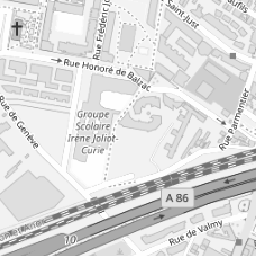 Rue Frédéric J
Saint-Just
Rue Honoré de Balzac
Rue Parmentier
Rue de Genève
Groupe
Scolaire
Irène Joliot-
Curie
A 86
10
Rue de Valmy